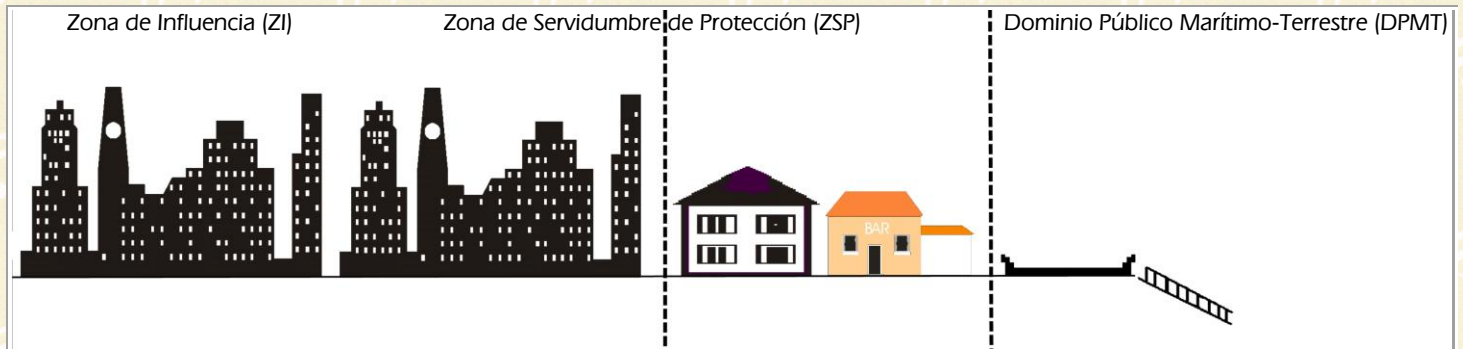 Zona de Influencia (ZI)
Zona de Servidumbre de Protección (ZSP)
Dominio Público Marítimo-Terrestre (DPMT)
BAR